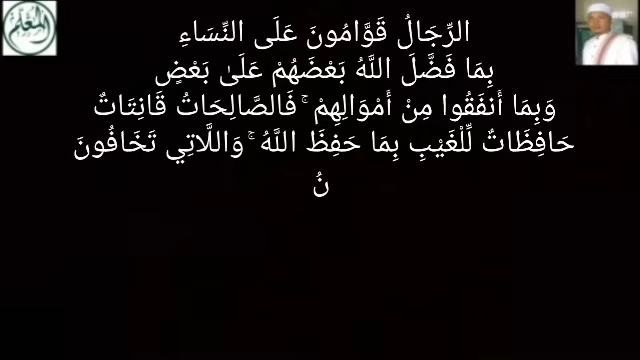 الرِّجَالُ قَوَّامُونَ عَلَى النِّسَاءِ
بِمَا فَضَّلَ اللَّهُ بَعْضَهُمْ عَلَىٰ بَعْضٍ
وَبِمَا أَنفَقُوا مِنْ أَمْوَالِهِمْ ۚ فَالصَّالِحَاتُ قَانِتَاتٌ
حَافِظَاتٌ لِّلْغَيْبِ بِمَا حَفِظَ اللَّهُ ۚ وَاللَّاتِي تَخَافُونَ
نُ